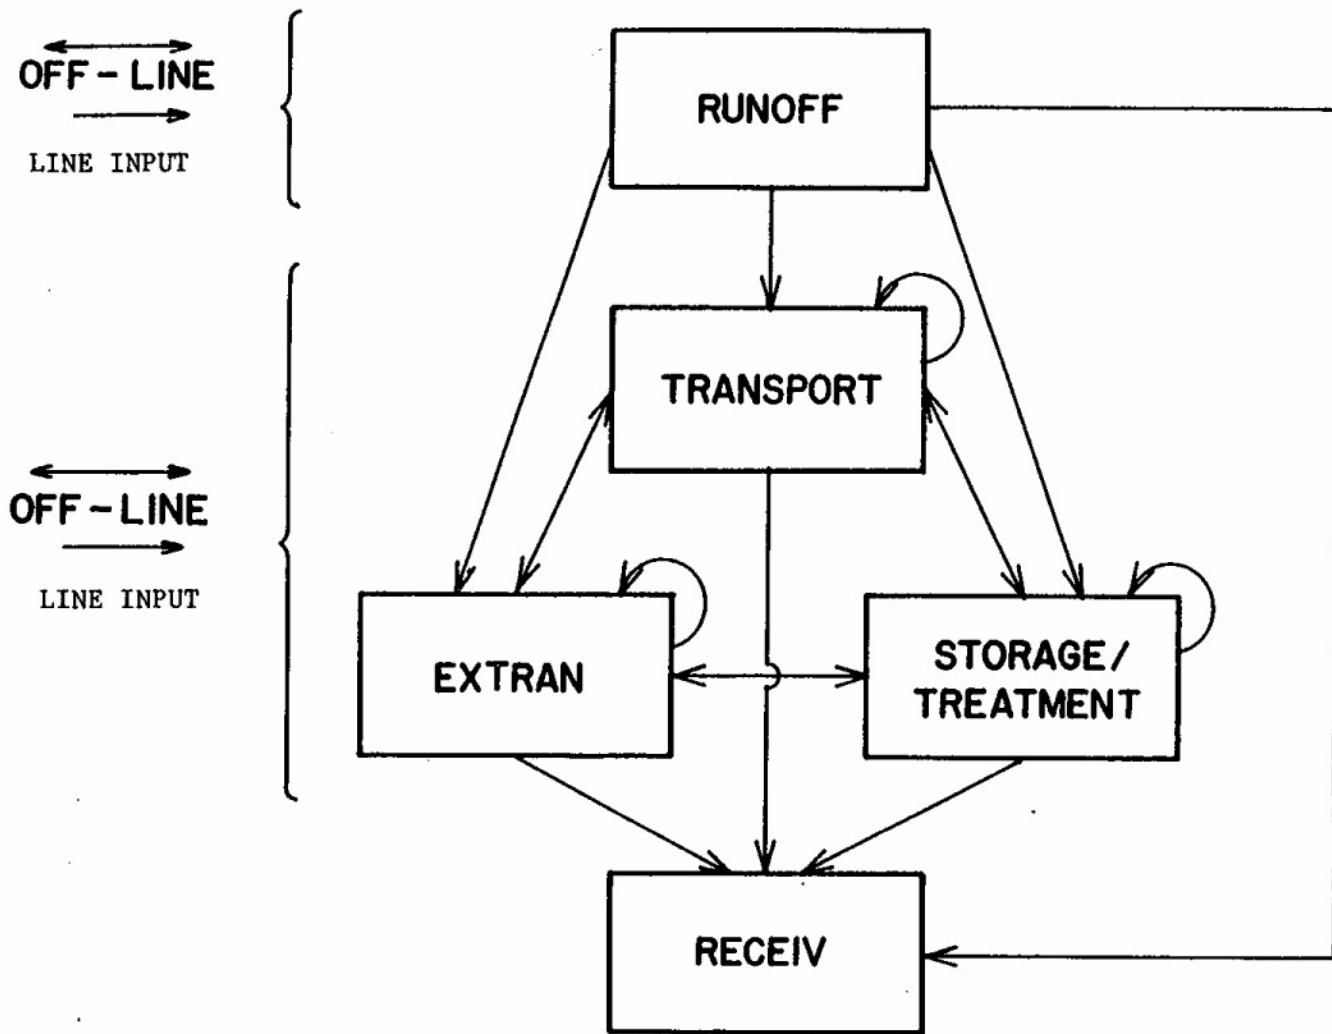 OFF-LINE
LINE INPUT
RUNOFF
TRANSPORT
OFF-LINE
LINE INPUT
EXTRAN
STORAGE/
TREATMENT
RECEIV